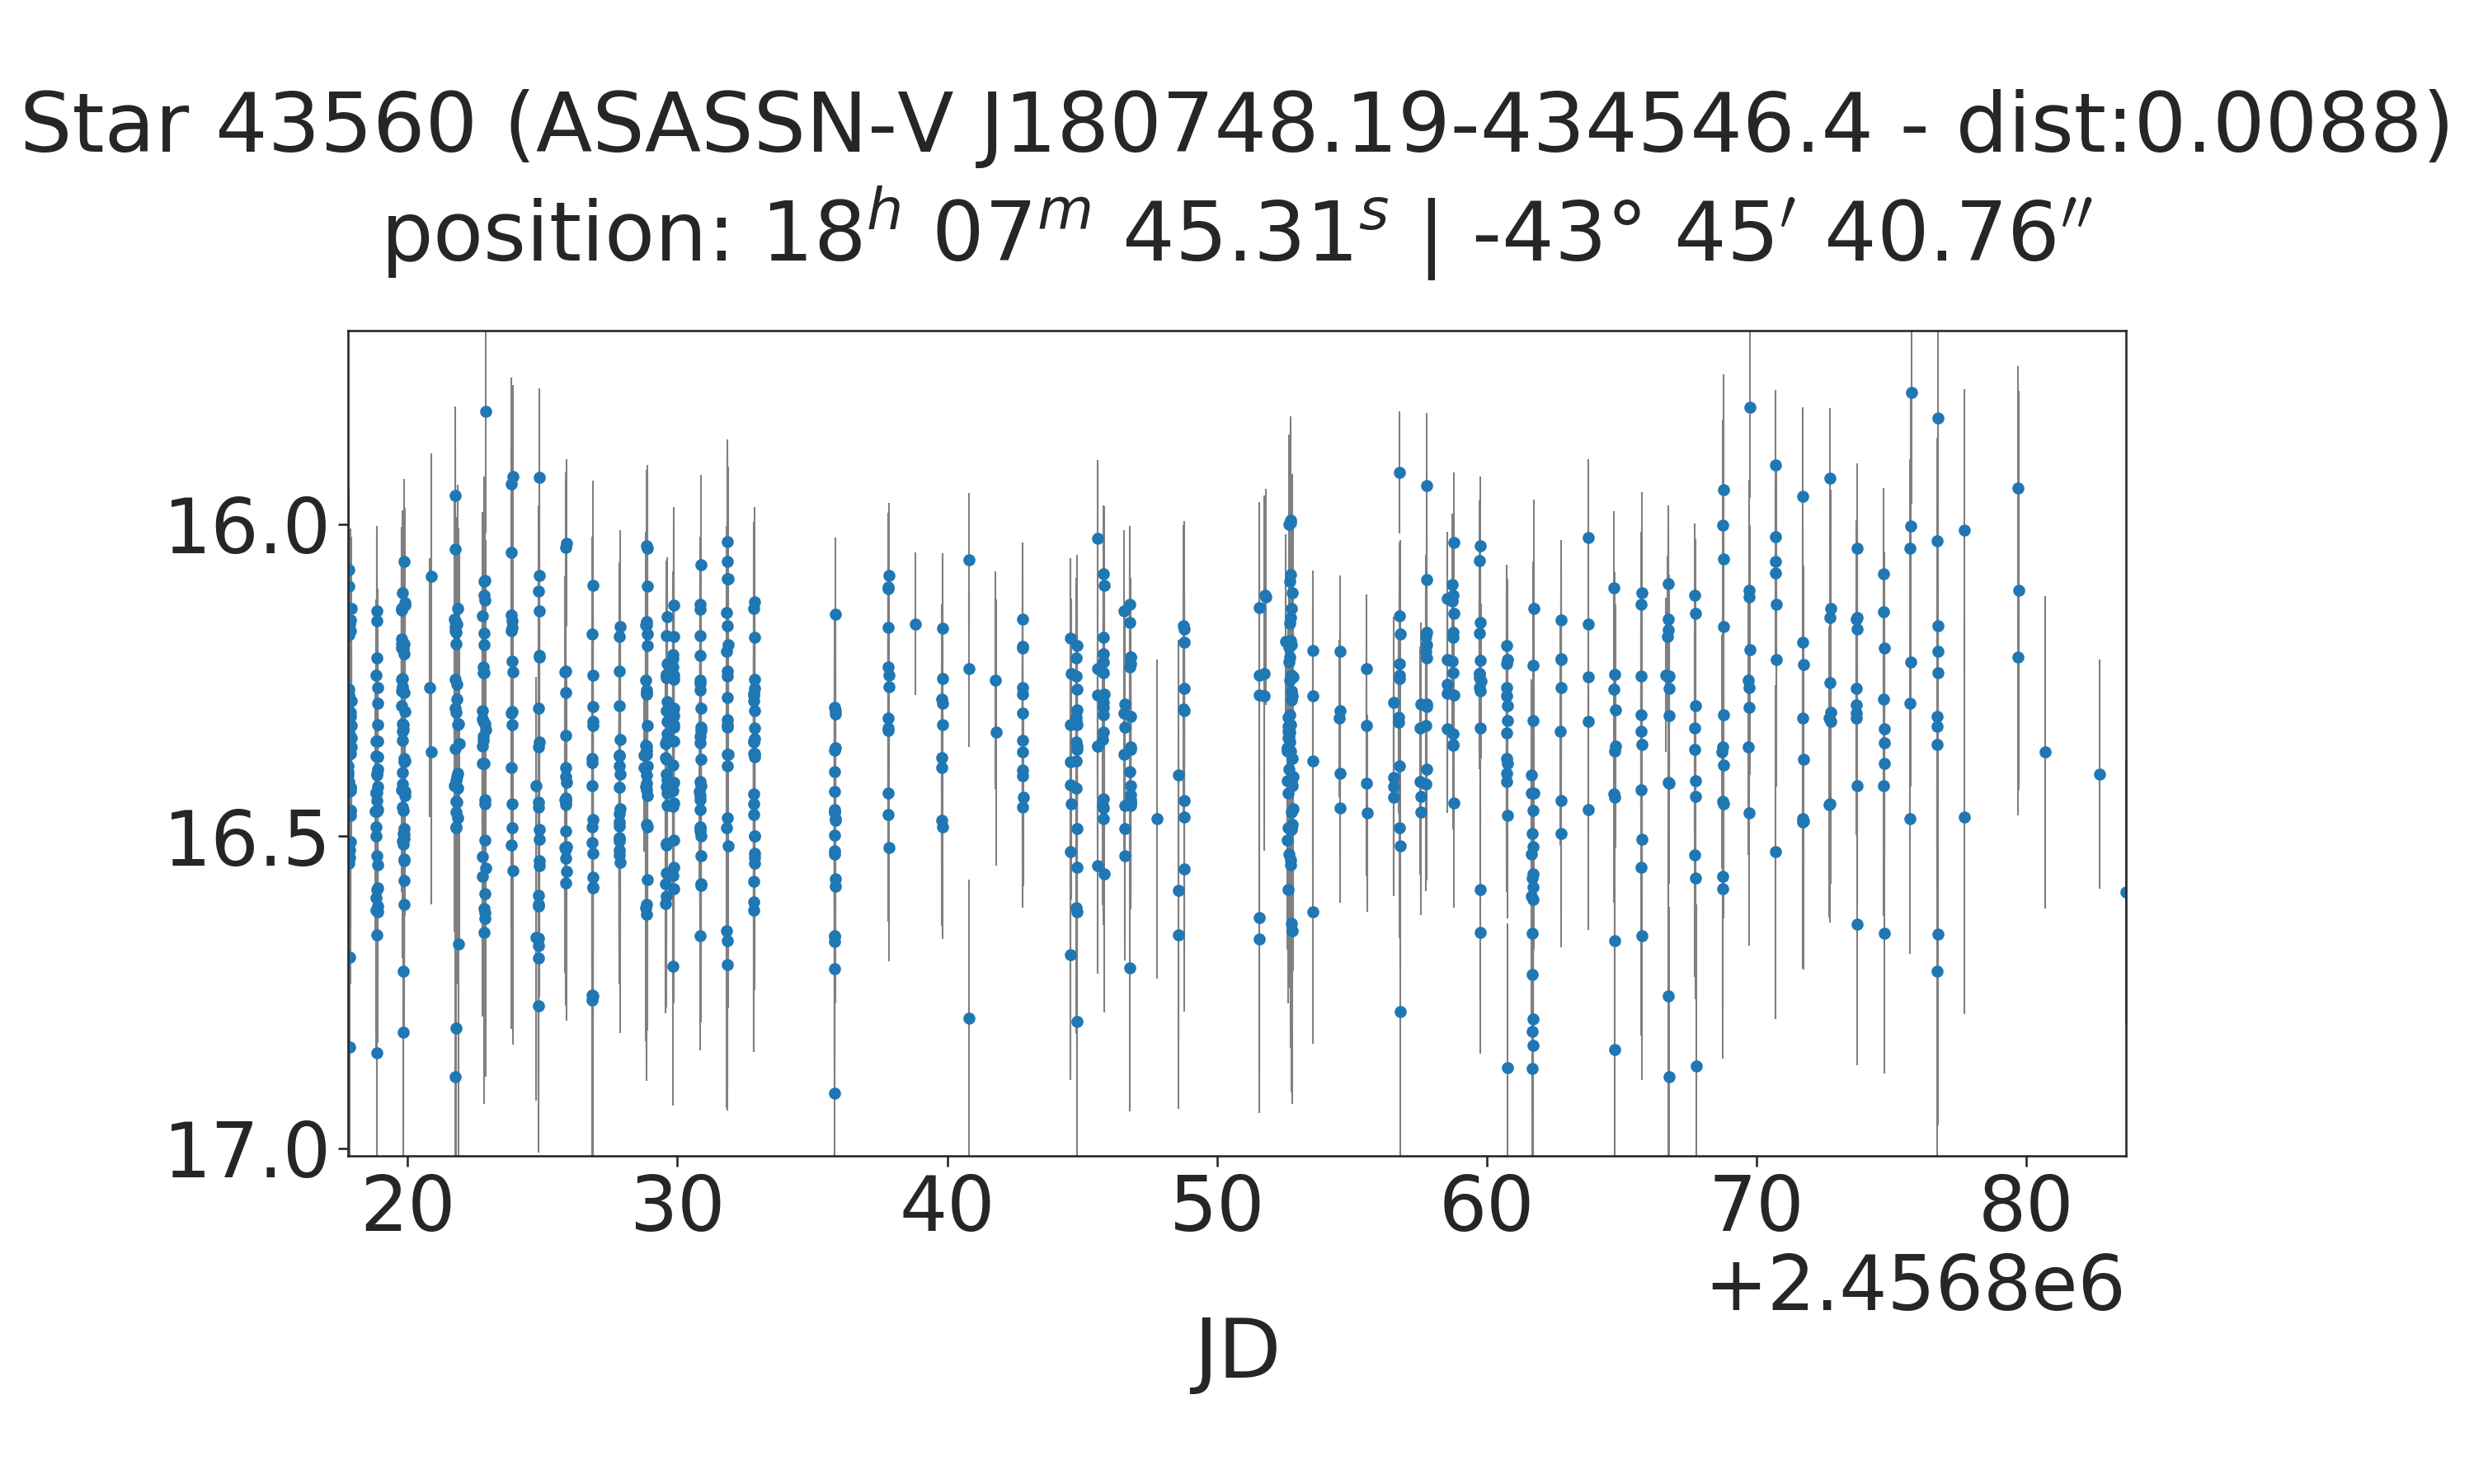 Star 43560 (ASASSN-V J180748.19-434546.4 - dist:0.0088)
position: 18h 07m 45.31s | -43° 45′ 40.76′′
16.0
16.5
17.0
20 30 40 50 60 70 80
+2.4568e6
JD